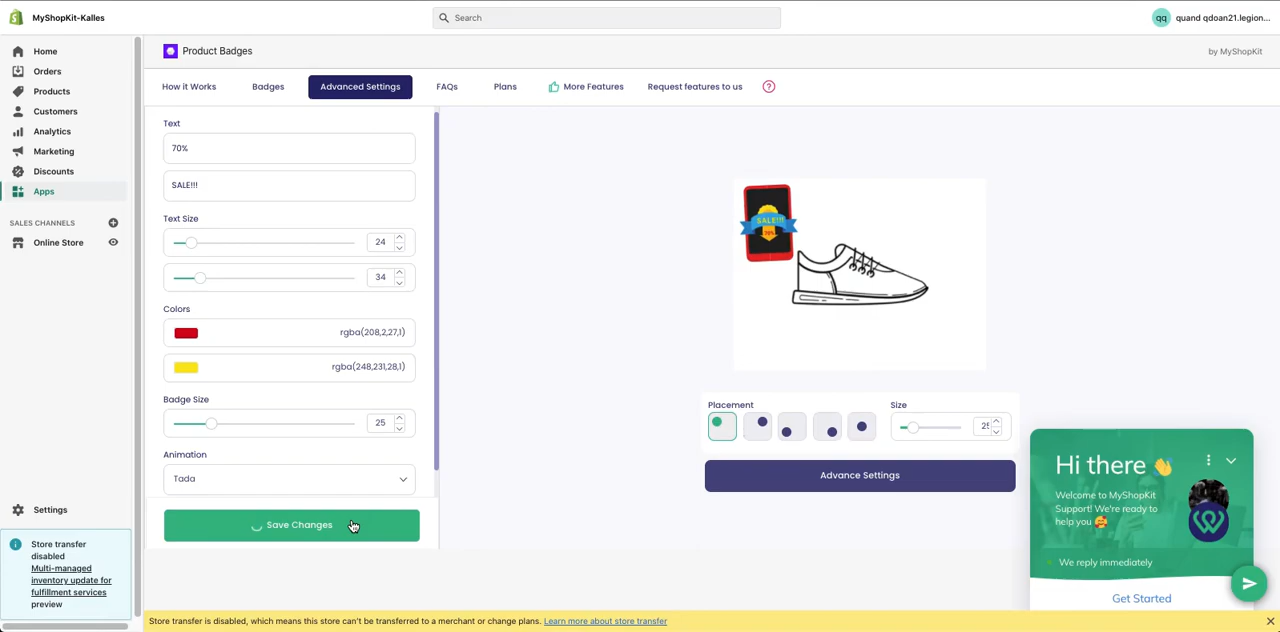 MyShopKit-Kalles
Search
qq
quand qdoan21.legion...
Home
Orders
Products
Customers
Analytics
Marketing
Discounts
Apps
SALES CHANNELS
Online Store
Settings
Store transfer
disabled
Multi-managed
inventory update for
fulfillment services
preview
Product Badges
by MyShopKit
How it Works
Badges
Advanced Settings
FAQs
Plans
More Features
Request features to us
?
Text
70%
SALE!!!
Text Size
24
34
Colors
rgba(208,2,27,1)
rgba(248,231,28,1)
Badge Size
25
Animation
Tada
Save Changes
SALE!!!
70%
Placement
Size
25
Advance Settings
Hi there 👋
Welcome to MyShopKit
Support! We're ready to
help you 🥰
We reply immediately
Get Started
Store transfer is disabled, which means this store can't be transferred to a merchant or change plans. Learn more about store transfer